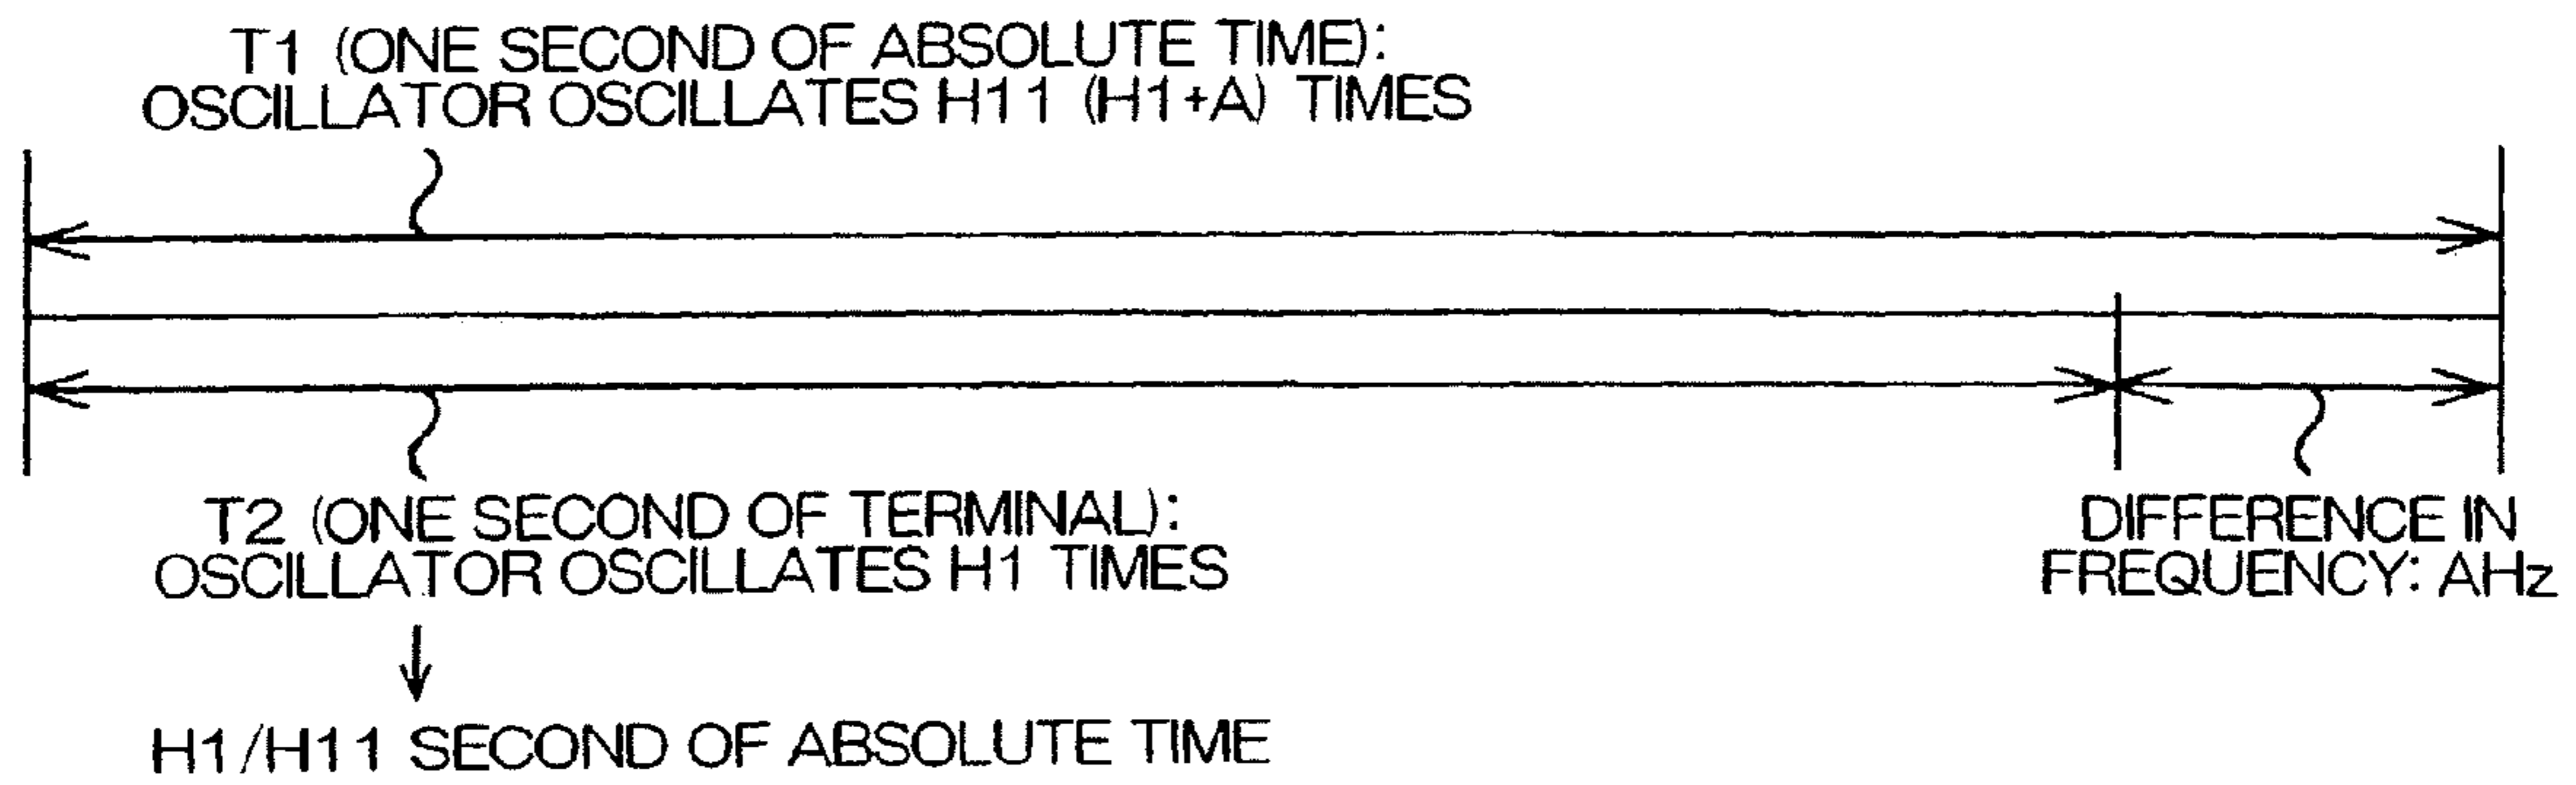 T1 (ONE SECOND OF ABSOLUTE TIME):
OSCILLATOR OSCILLATES H11 (H1+A) TIMES
T2 (ONE SECOND OF TERMINAL):
OSCILLATOR OSCILLATES H1 TIMES
DIFFERENCE IN
FREQUENCY: AHz
H1/H11 SECOND OF ABSOLUTE TIME